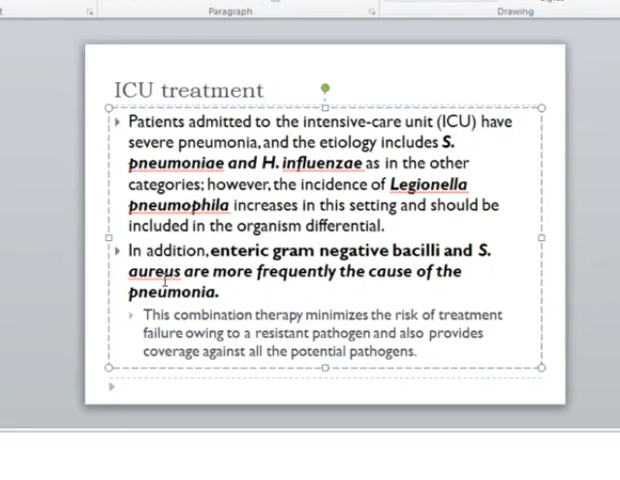 Paragraph
Drawing
ICU treatment
Patients admitted to the intensive-care unit (ICU) have
severe pneumonia, and the etiology includes S.
pneumoniae and H. influenzae as in the other
categories; however, the incidence of Legionella
pneumophila increases in this setting and should be
included in the organism differential.
In addition, enteric gram negative bacilli and S.
aureus are more frequently the cause of the
pneumonia.
This combination therapy minimizes the risk of treatment
failure owing to a resistant pathogen and also provides
coverage against all the potential pathogens.